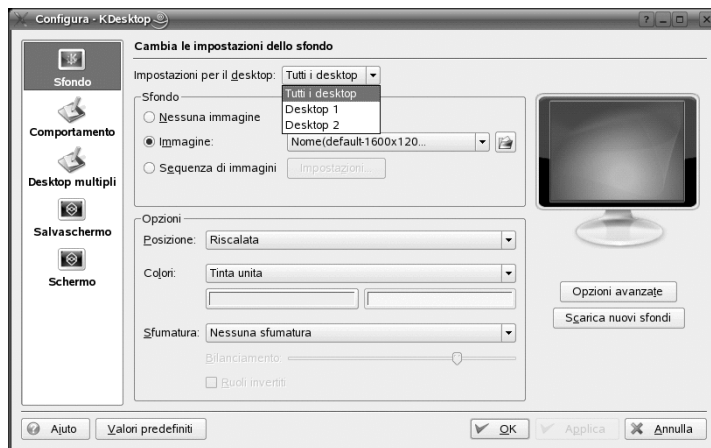 Configura - KDesktop
Sfondo
Comportamento
Desktop multipli
Salvaschermo
Schermo
Cambia le impostazioni dello sfondo
Impostazioni per il desktop: Tutti i desktop
Tutti i desktop
Desktop 1
Desktop 2
Sfondo
Nessuna immagine
Immagine: Nome(default-1600x120...
Sequenza di immagini Impostazioni...
Opzioni
Posizione: Riscalata
Colori: Tinta unita
Sfumatura: Nessuna sfumatura
Bilanciamento
Ruoli invertiti
Opzioni avanzate
Scarica nuovi sfondi
Aiuto Valori predefiniti OK Applica Annulla